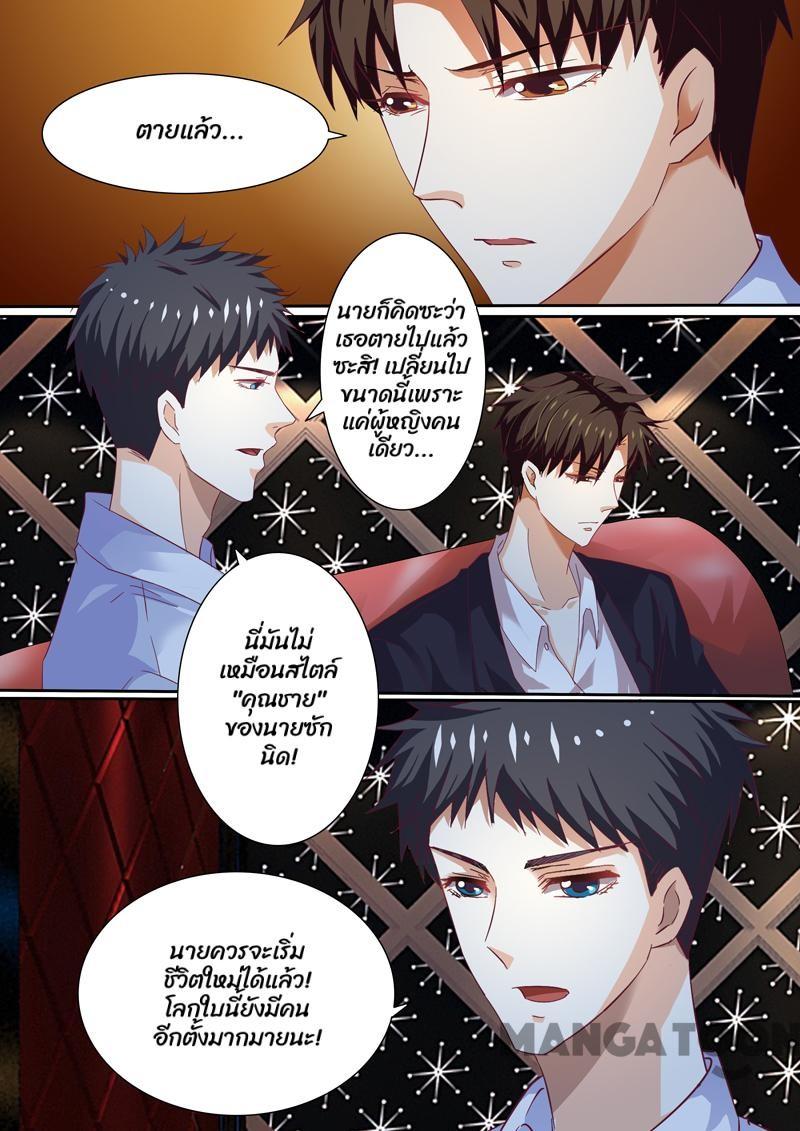 ตายแล้ว...
นายก็คิดซะว่า
เธอตายไปแล้ว
ซะสิ! เปลี่ยนไป
ขนาดนี้เพราะ
แค่ผู้หญิงคน
เดียว...
นี่มันไม่
เหมือนสไตล์
"คุณชาย"
ของนายซัก
นิด!
นายควรจะเริ่ม
ชีวิตใหม่ได้แล้ว!
โลกใบนี้ยังมีคน
อีกตั้งมากมายนะ!
MANGATOON